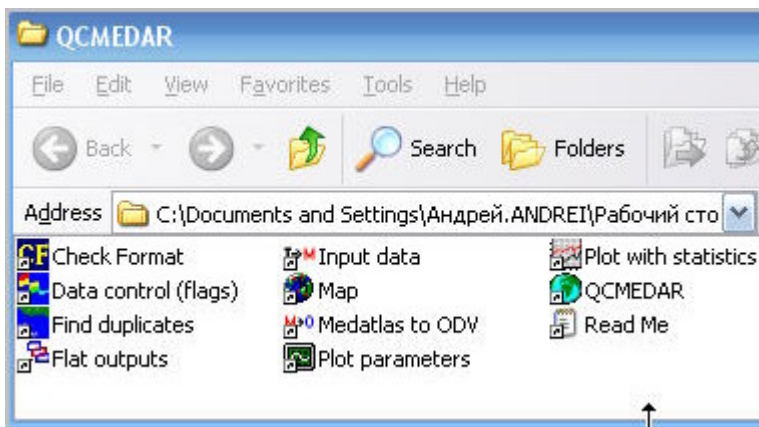 QCMEDAR
File Edit View Favorites Tools Help
Back Search Folders
Address C:\Documents and Settings\Андрей.ANDREI\Рабочий сто
Check Format Input data Plot with statistics
Data control (flags) Map QCMEDAR
Find duplicates Medatlas to ODV Read Me
Flat outputs Plot parameters